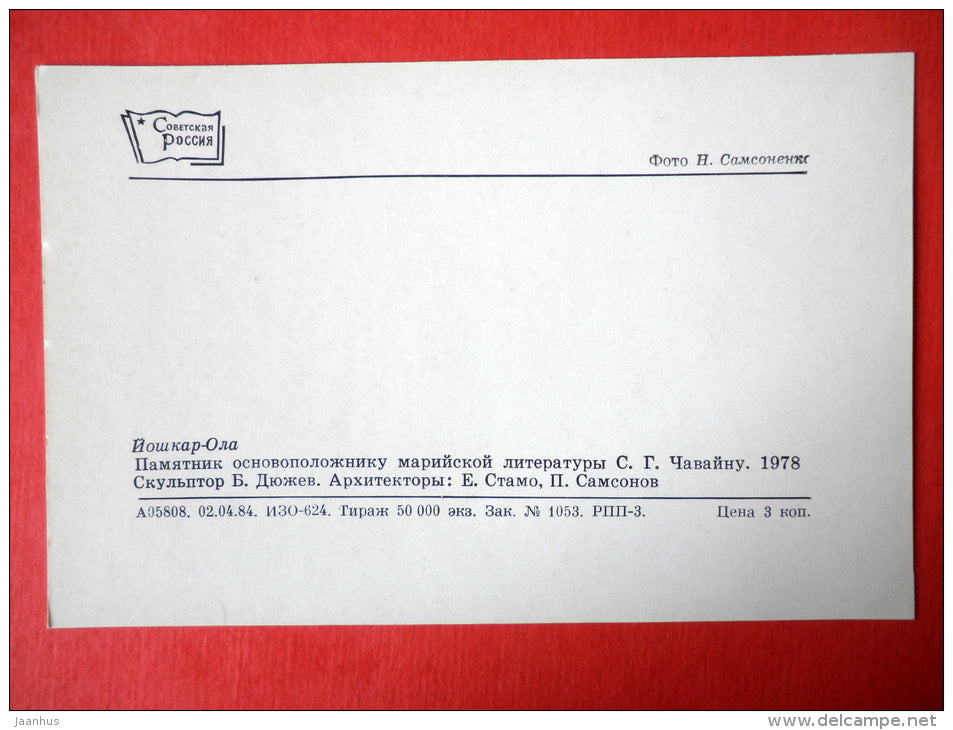 Советская
Россия
Фото Н. Самсоненко
Йошкар-Ола
Памятник основоположнику марийской литературы С. Г. Чавайну. 1978
Скульптор Б. Дюжев. Архитекторы: Е. Стамо, П. Самсонов
А05808. 02.04.84. ИЗО-624. Тираж 50 000 экз. Зак. № 1053. РПП-3. Цена 3 коп.
jaanhus
www.delcampe.net